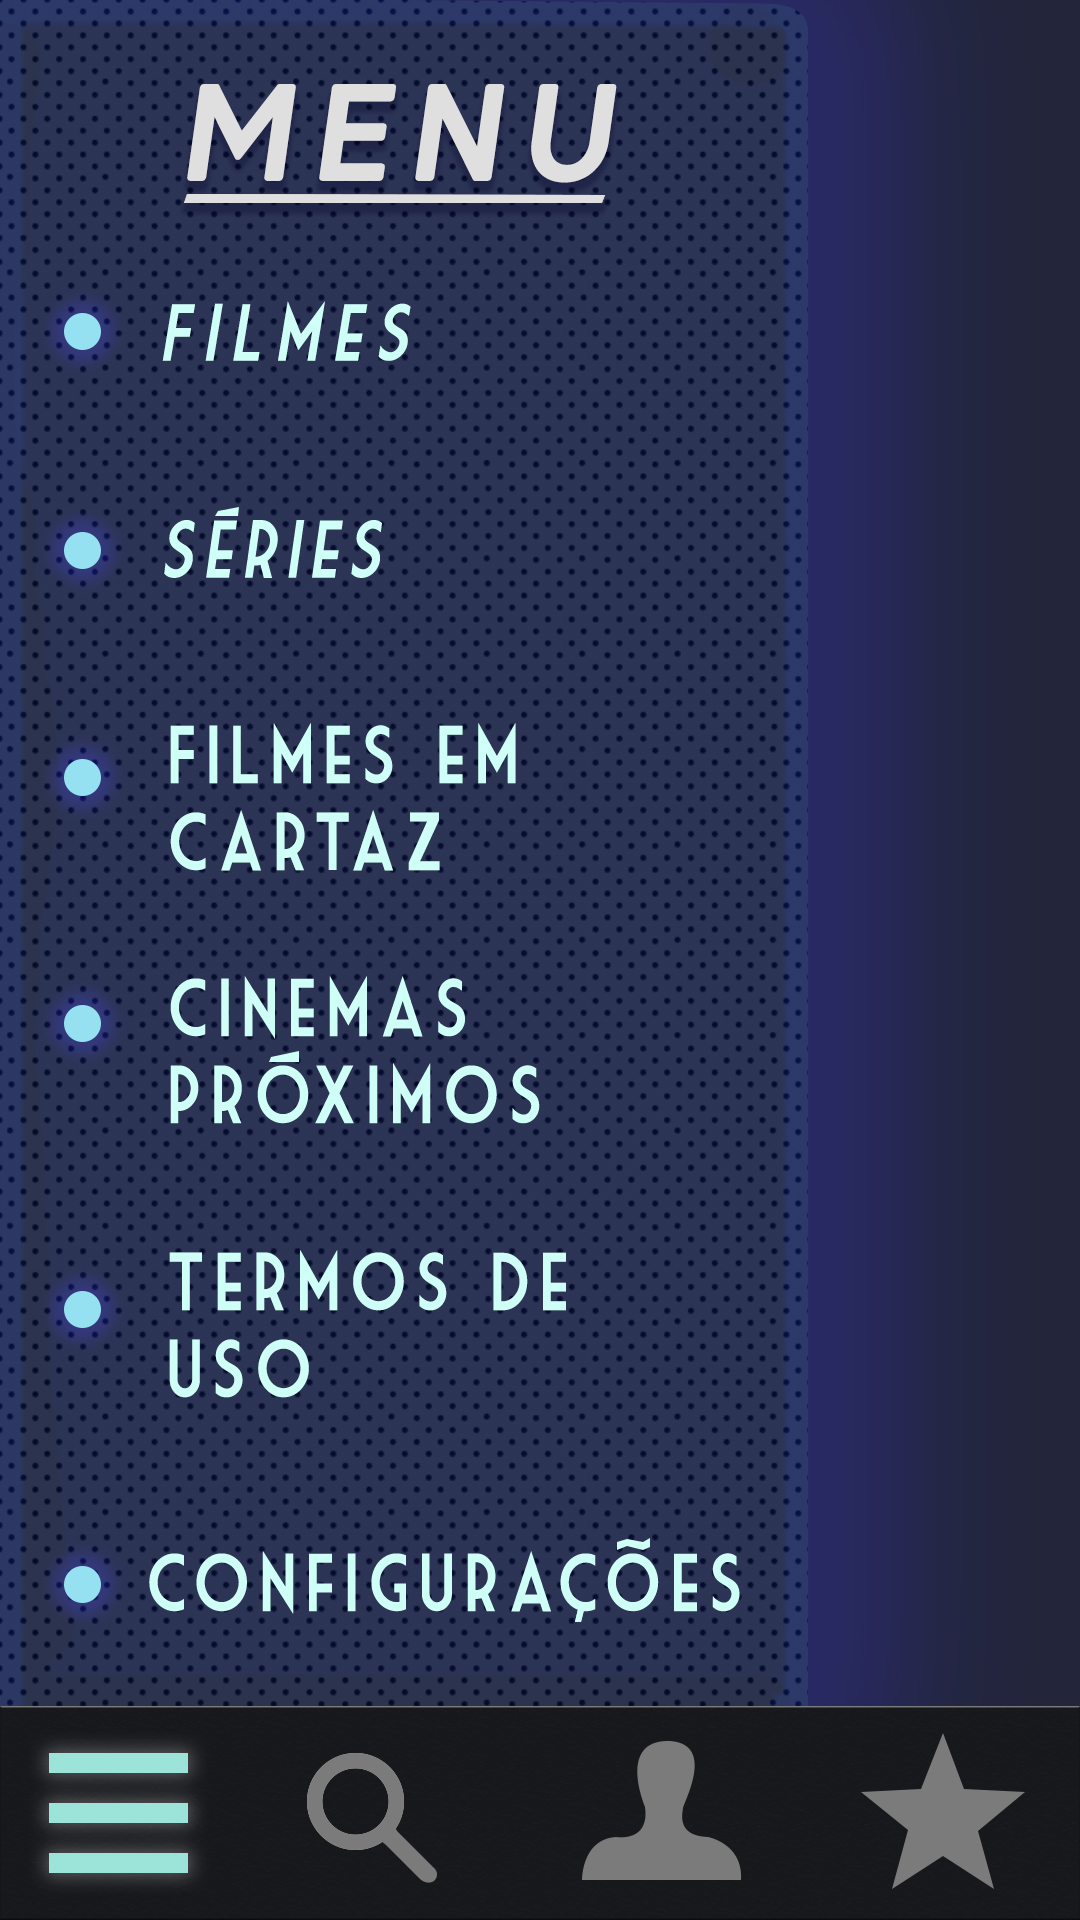 MENU
FILMES
SÉRIES
FILMES EM
CARTAZ
CINEMAS
PRÓXIMOS
TERMOS DE
USO
CONFIGURAÇÕES